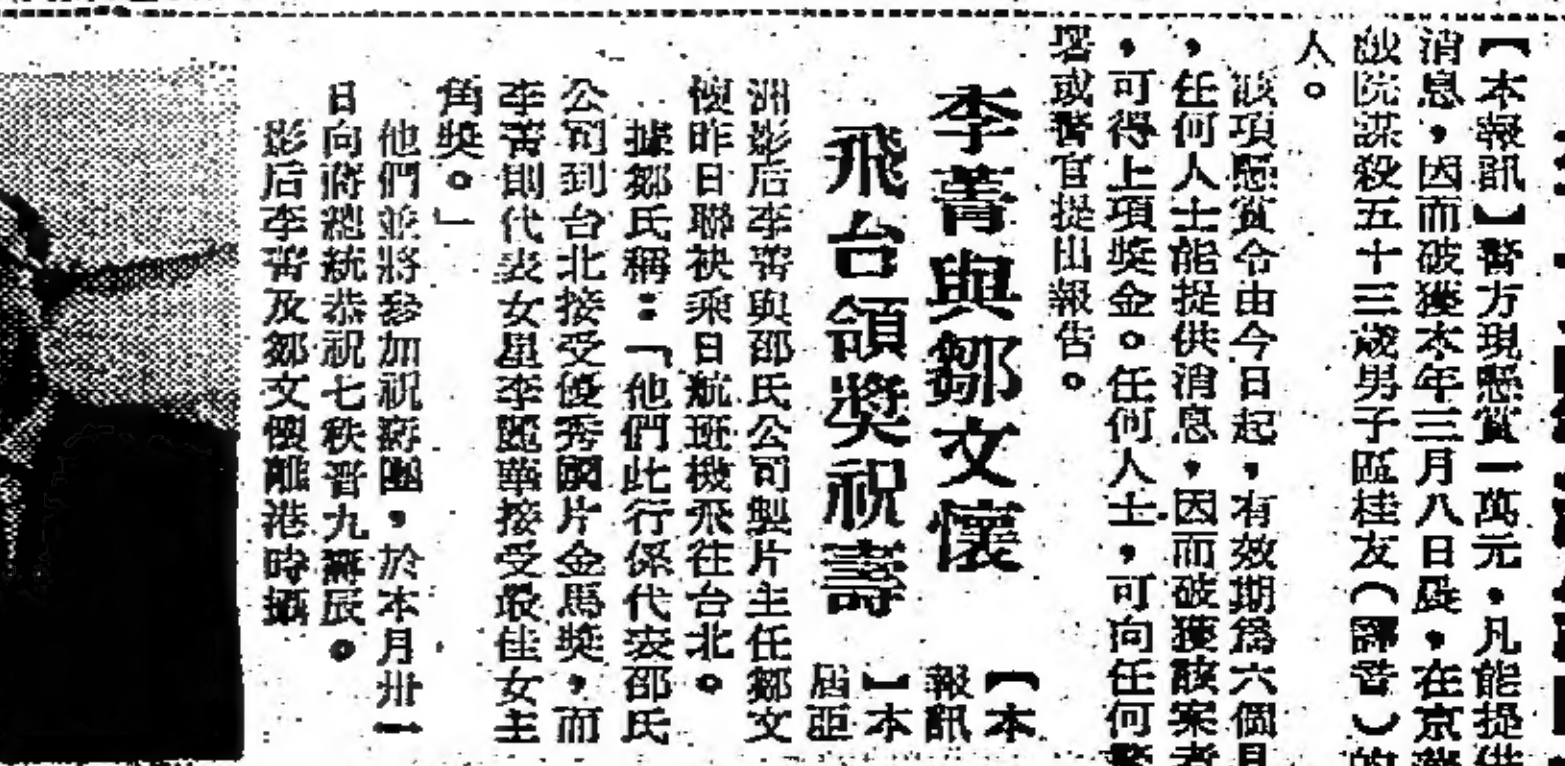 【本報訊】警方現懸賞一萬元,凡能提供
消息,因而破獲本年三月八日晨,在京
戲院謀殺五十三歲男子區桂友(譯音)的
人。
該項懸賞令由今日起,有效期爲六個月
,任何人士能提供消息,因而破獲該案者
,可得上項獎金。任何人士,可向任何警
署或警官提出報告。
李菁與鄒文懷
飛台領獎祝壽
【本
報訊
】本
屆亞
洲影后李菁與邵氏公司製片主任鄒文
懷昨日聯袂乘日航班機飛往台北。
據鄒氏稱:「他們此行係代表邵氏
公司到台北接受優秀國片金馬獎,而
李菁則代表女星李麗華接受最佳女主
角獎。」
他們並將參加祝壽團,於本月卅一
日向蔣總統恭祝七秩晋九壽辰。
影后李菁及鄒文懷離港時攝